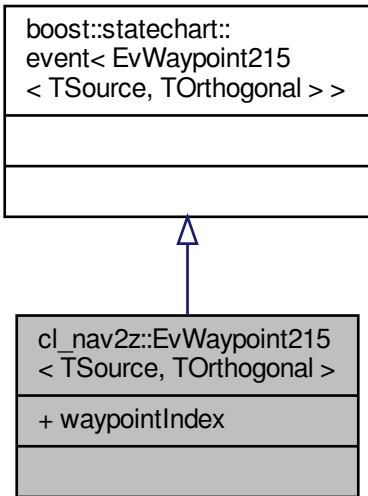 boost::statechart::
event< EvWaypoint215
< TSource, TOrthogonal > >
cl_nav2z::EvWaypoint215
< TSource, TOrthogonal >
+ waypointIndex